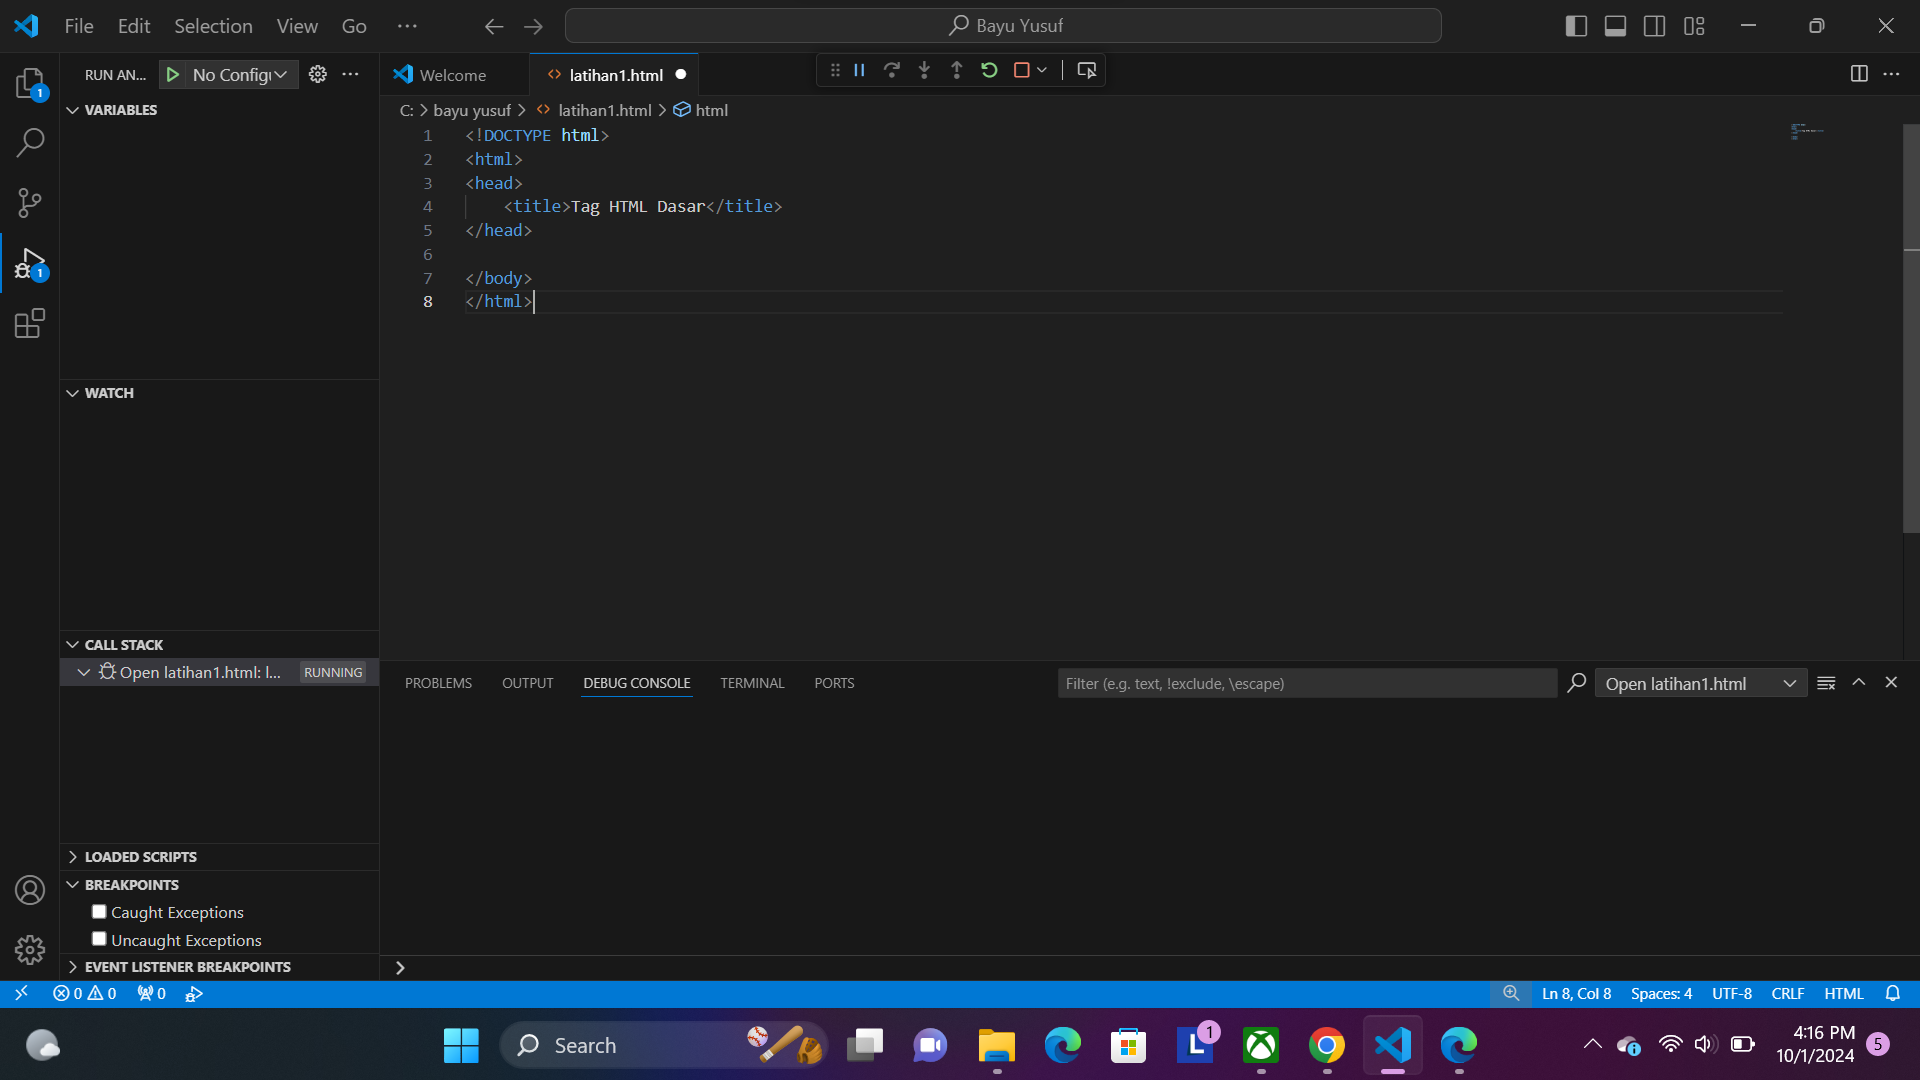 File Edit Selection View Go ... Bayu Yusuf
RUN AN... No Config ...
Welcome latihan1.html
1
VARIABLES
C: > bayu yusuf > latihan1.html > html
1 <!DOCTYPE html>
2 <html>
3 <head>
4 <title>Tag HTML Dasar</title>
5 </head>
6
7 </body>
8 </html>
1
WATCH
CALL STACK
Open latihan1.html: l... RUNNING
LOADED SCRIPTS
BREAKPOINTS
Caught Exceptions
Uncaught Exceptions
EVENT LISTENER BREAKPOINTS
PROBLEMS OUTPUT DEBUG CONSOLE TERMINAL PORTS Filter (e.g. text, !exclude, \escape) Open latihan1.html
>
0 0 0 Ln 8, Col 8 Spaces: 4 UTF-8 CRLF HTML
Search L 1 4:16 PM 5
10/1/2024